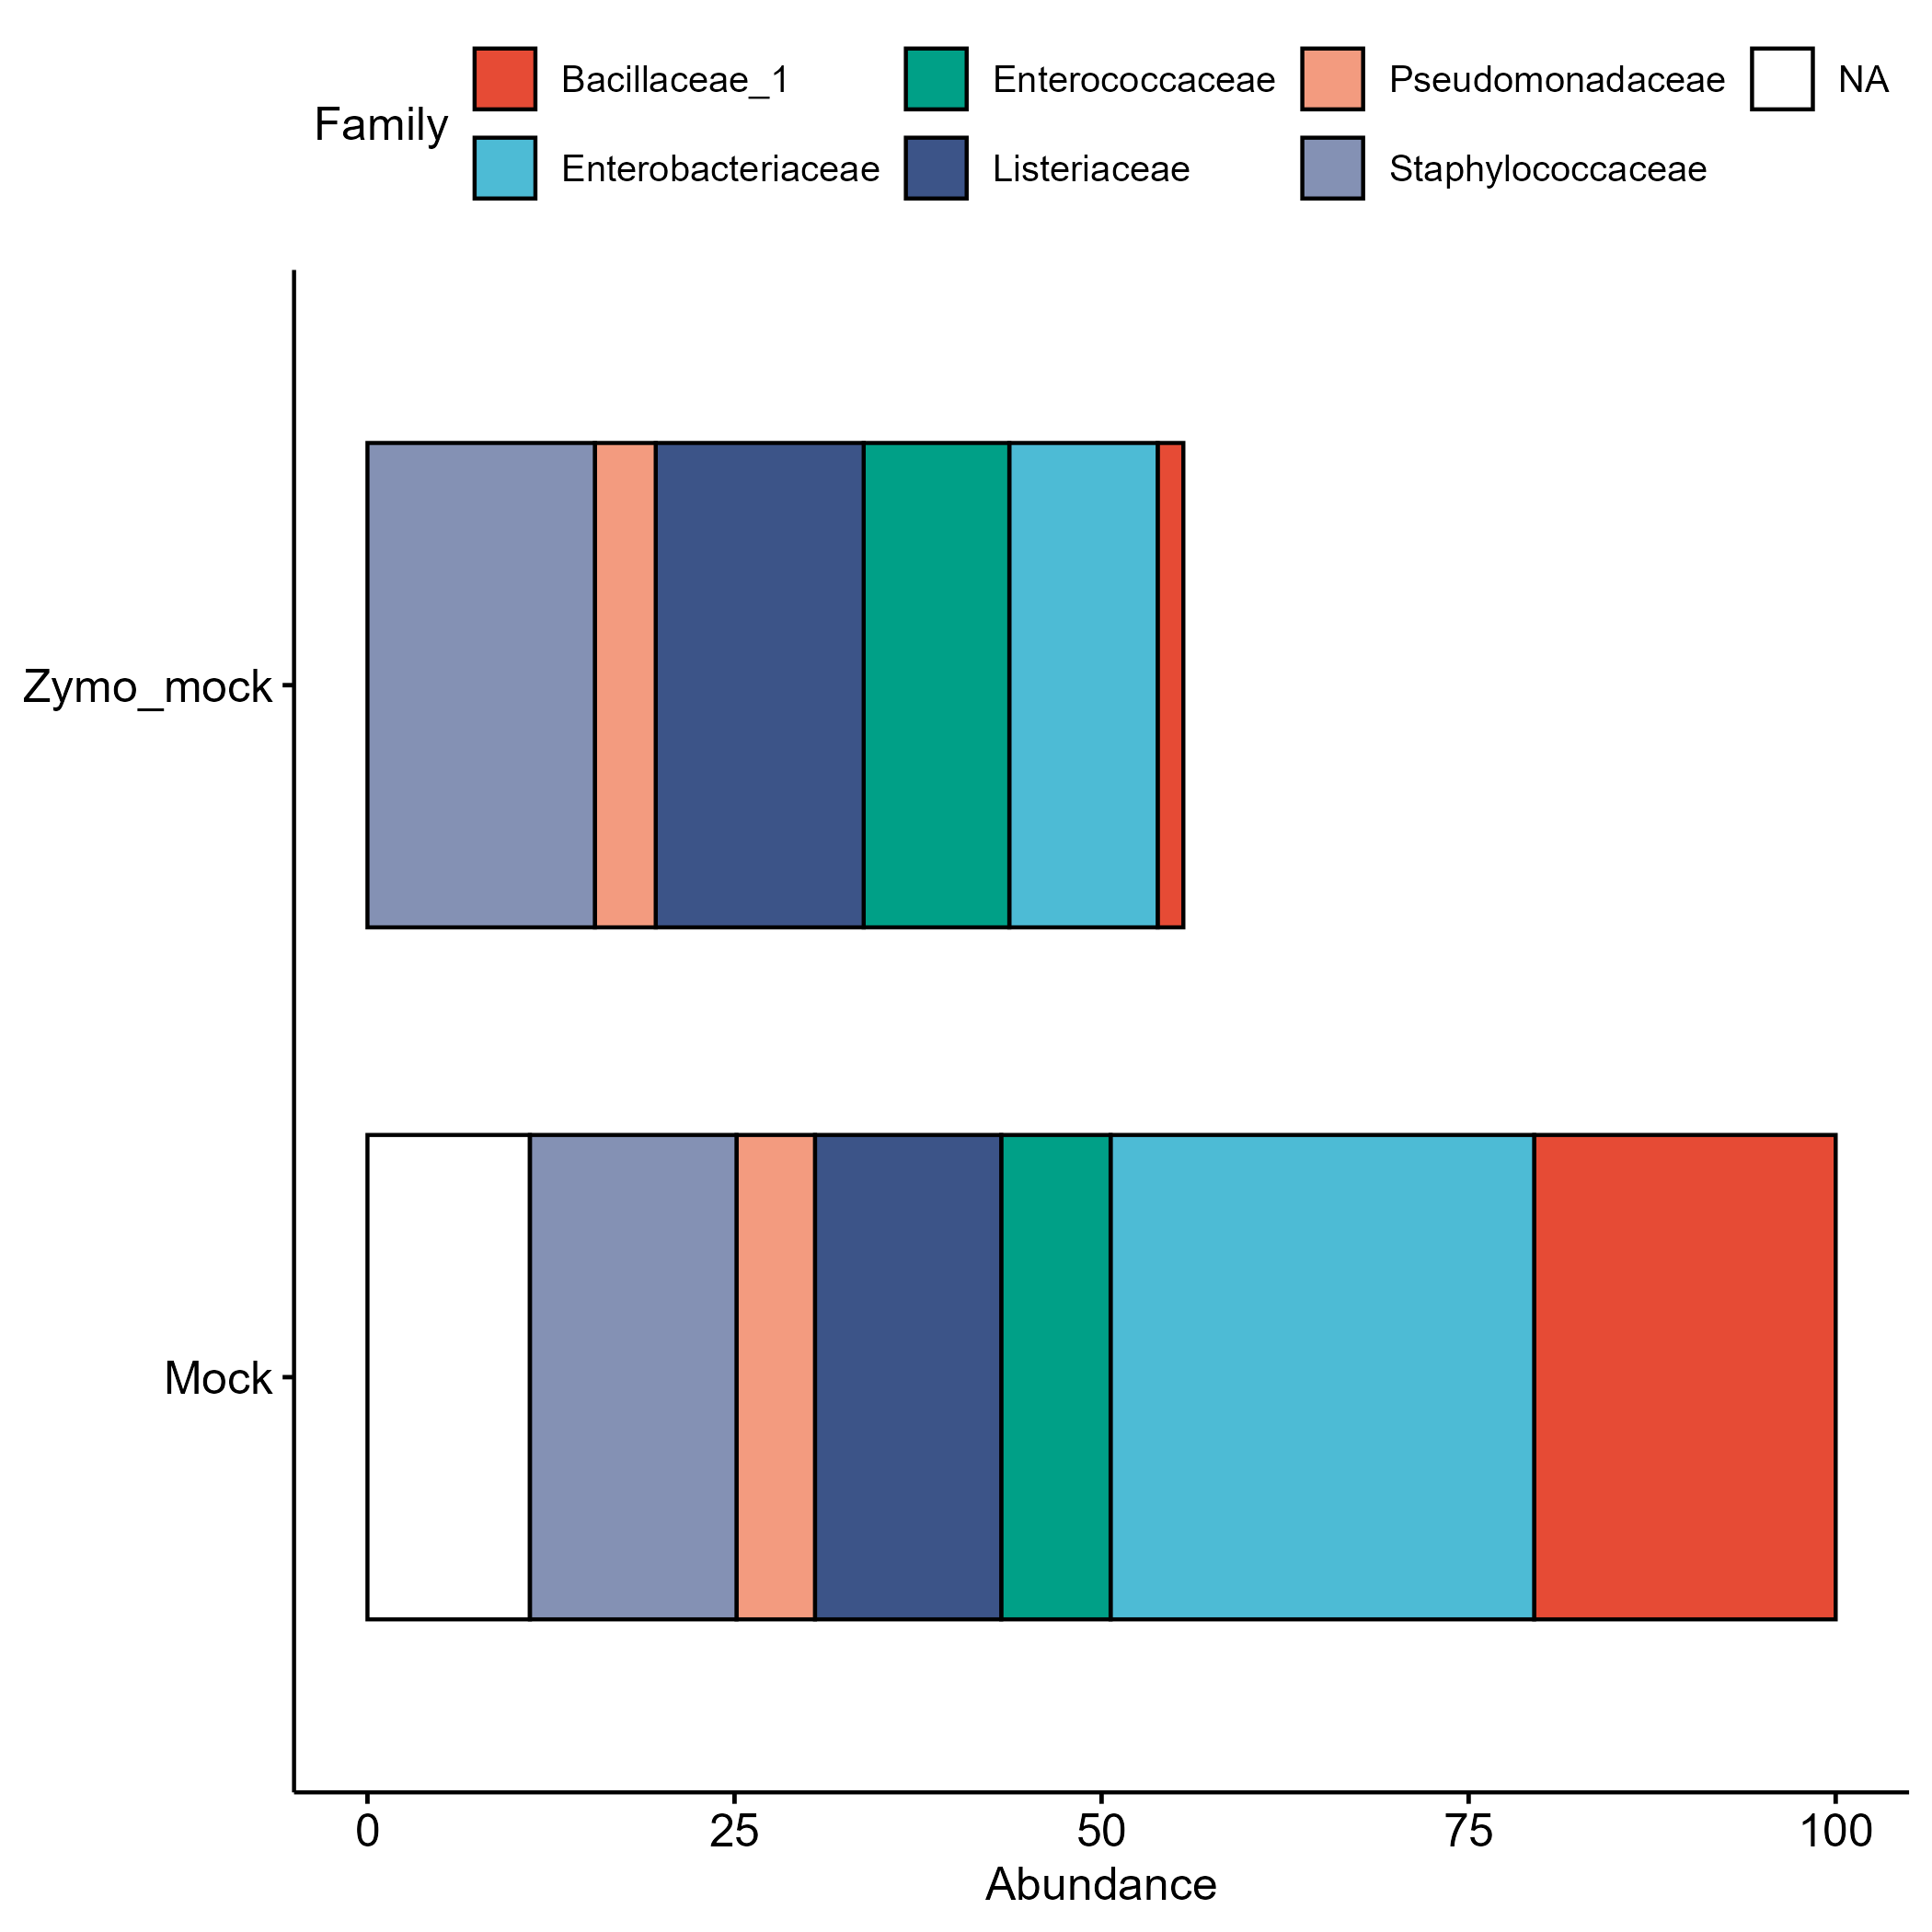 Family
Bacillaceae_1
Enterococcaceae
Pseudomonadaceae
NA
Enterobacteriaceae
Listeriaceae
Staphylococcaceae
Zymo_mock
Mock
0 25 50 75 100
Abundance